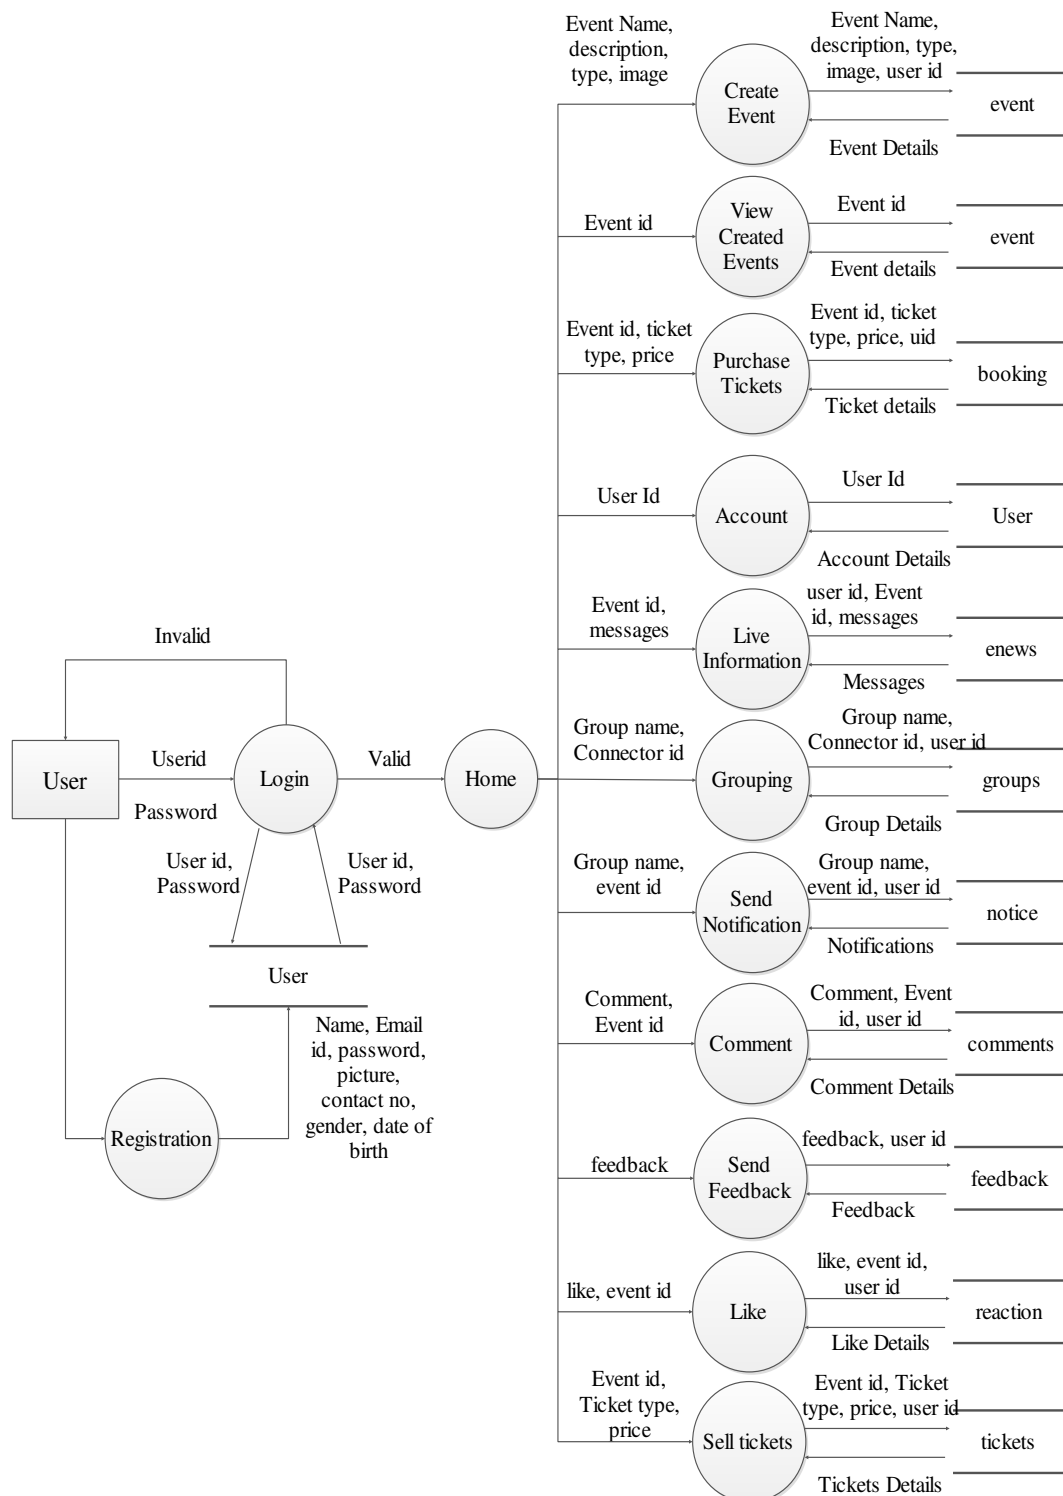 Event Name,
description,
type, image
Create
Event
Event Name,
description, type,
image, user id
event
Event Details
Event id
View
Created
Events
Event id
event
Event details
Event id, ticket
type, price
Purchase
Tickets
Event id, ticket
type, price, uid
booking
Ticket details
User Id
Account
User Id
User
Account Details
Event id,
messages
Live
Information
user id, Event
id, messages
enews
Messages
Invalid
User
Userid
Password
Login
Valid
Home
User id,
Password
User id,
Password
User
Name, Email
id, password,
picture,
contact no,
gender, date of
birth
Registration
Group name,
Connector id
Grouping
Group name,
Connector id, user id
groups
Group Details
Group name,
event id
Send
Notification
Group name,
event id, user id
notice
Notifications
Comment,
Event id
Comment
Comment, Event
id, user id
comments
Comment Details
feedback
Send
Feedback
feedback, user id
feedback
Feedback
like, event id
Like
like, event id,
user id
reaction
Like Details
Event id,
Ticket type,
price
Sell tickets
Event id, Ticket
type, price, user id
tickets
Tickets Details